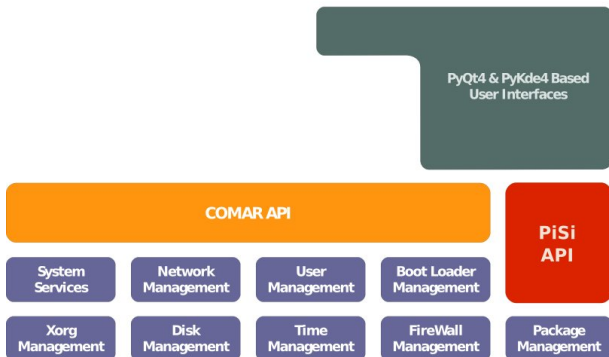 PyQt4 & PyKde4 Based
User Interfaces
COMAR API
PiSi
API
System
Services
Network
Management
User
Management
Boot Loader
Management
Xorg
Management
Disk
Management
Time
Management
FireWall
Management
Package
Management